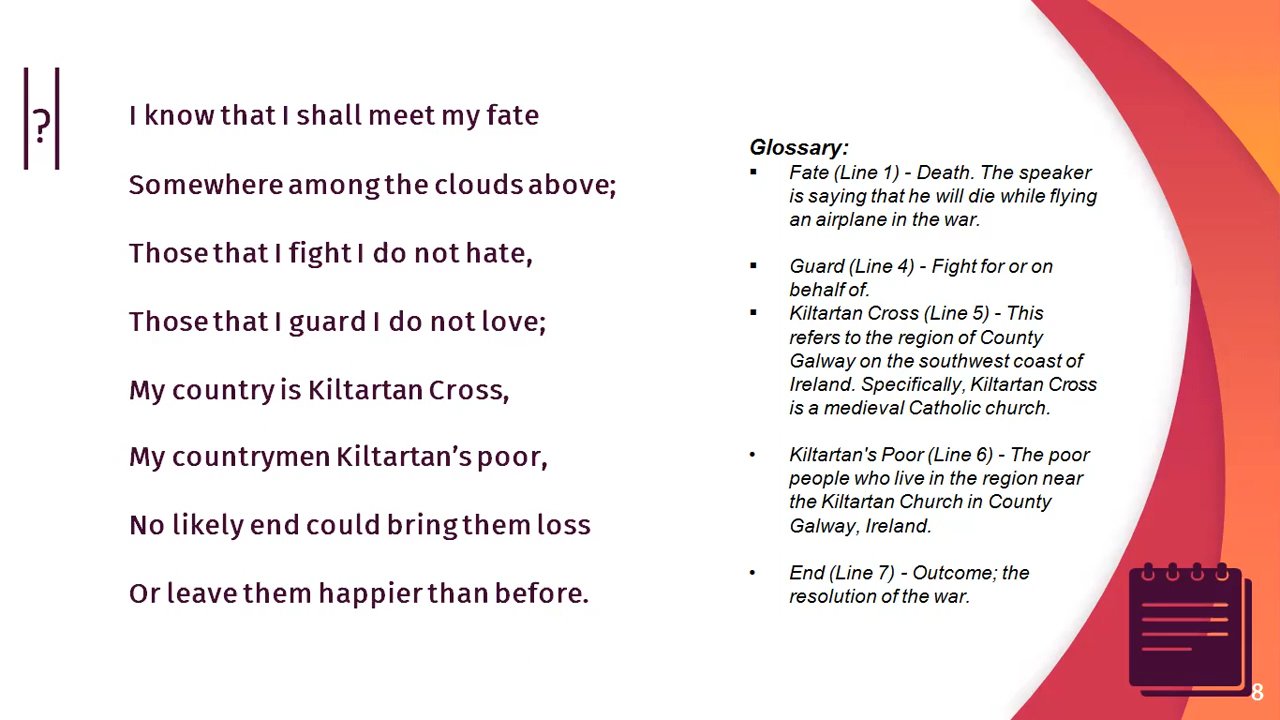 ?
I know that I shall meet my fate
Somewhere among the clouds above;
Those that I fight I do not hate,
Those that I guard I do not love;
My country is Kiltartan Cross,
My countrymen Kiltartan’s poor,
No likely end could bring them loss
Or leave them happier than before.
Glossary:
▪ Fate (Line 1) - Death. The speaker
is saying that he will die while flying
an airplane in the war.
▪ Guard (Line 4) - Fight for or on
behalf of.
▪ Kiltartan Cross (Line 5) - This
refers to the region of County
Galway on the southwest coast of
Ireland. Specifically, Kiltartan Cross
is a medieval Catholic church.
• Kiltartan's Poor (Line 6) - The poor
people who live in the region near
the Kiltartan Church in County
Galway, Ireland.
• End (Line 7) - Outcome; the
resolution of the war.
8